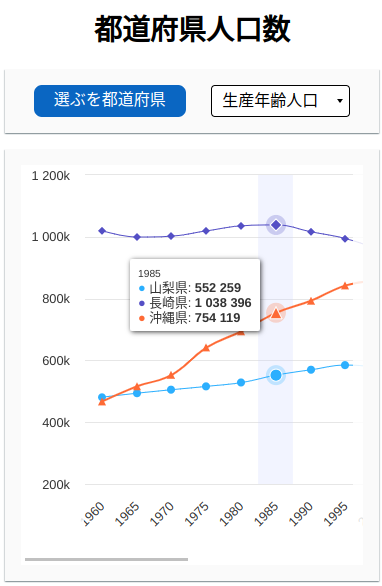 都道府県人口数
選ぶを都道府県
生産年齢人口
1 200k
1 000k
800k
600k
400k
200k
1985
山梨県: 552 259
長崎県: 1 038 396
沖縄県: 754 119
1960
1965
1970
1975
1980
1985
1990
1995